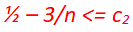 ½ – 3/n <= c₂